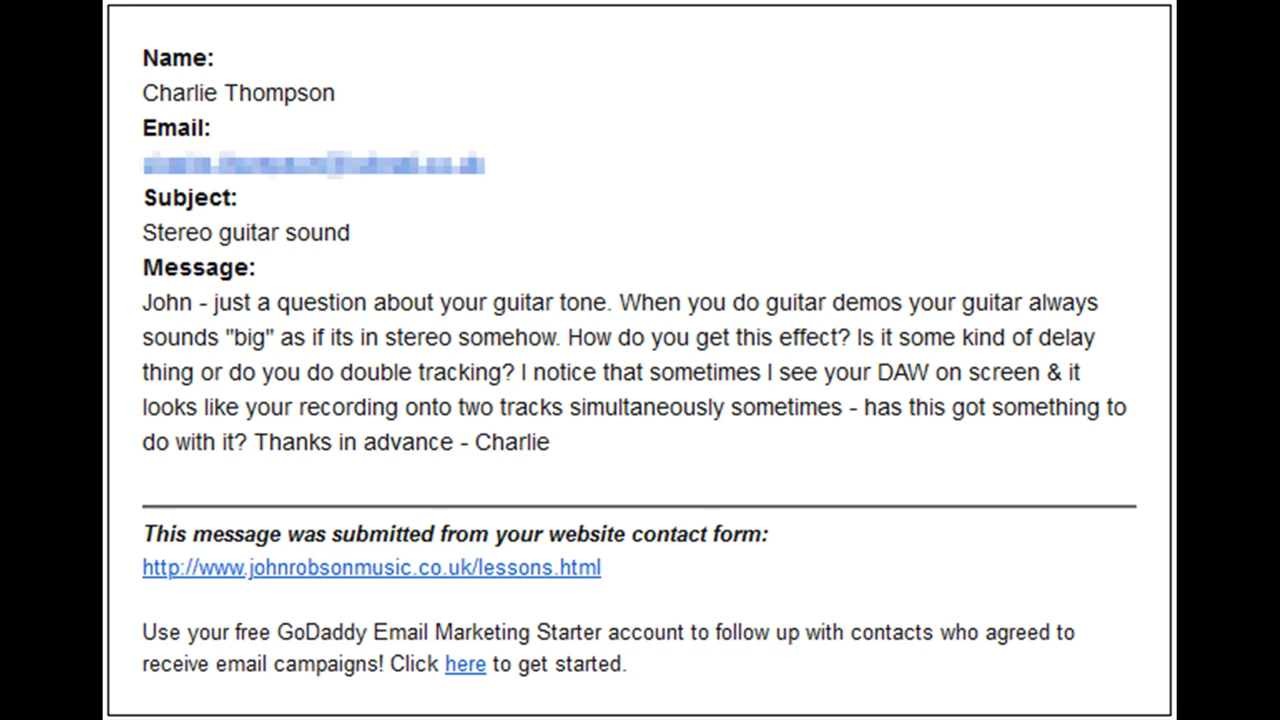 Name:
Charlie Thompson
Email:
Subject:
Stereo guitar sound
Message:
John - just a question about your guitar tone. When you do guitar demos your guitar always
sounds "big" as if its in stereo somehow. How do you get this effect? Is it some kind of delay
thing or do you do double tracking? I notice that sometimes I see your DAW on screen & it
looks like your recording onto two tracks simultaneously sometimes - has this got something to
do with it? Thanks in advance - Charlie
This message was submitted from your website contact form:
http://www.johnrobsonmusic.co.uk/lessons.html
Use your free GoDaddy Email Marketing Starter account to follow up with contacts who agreed to
receive email campaigns! Click here to get started.